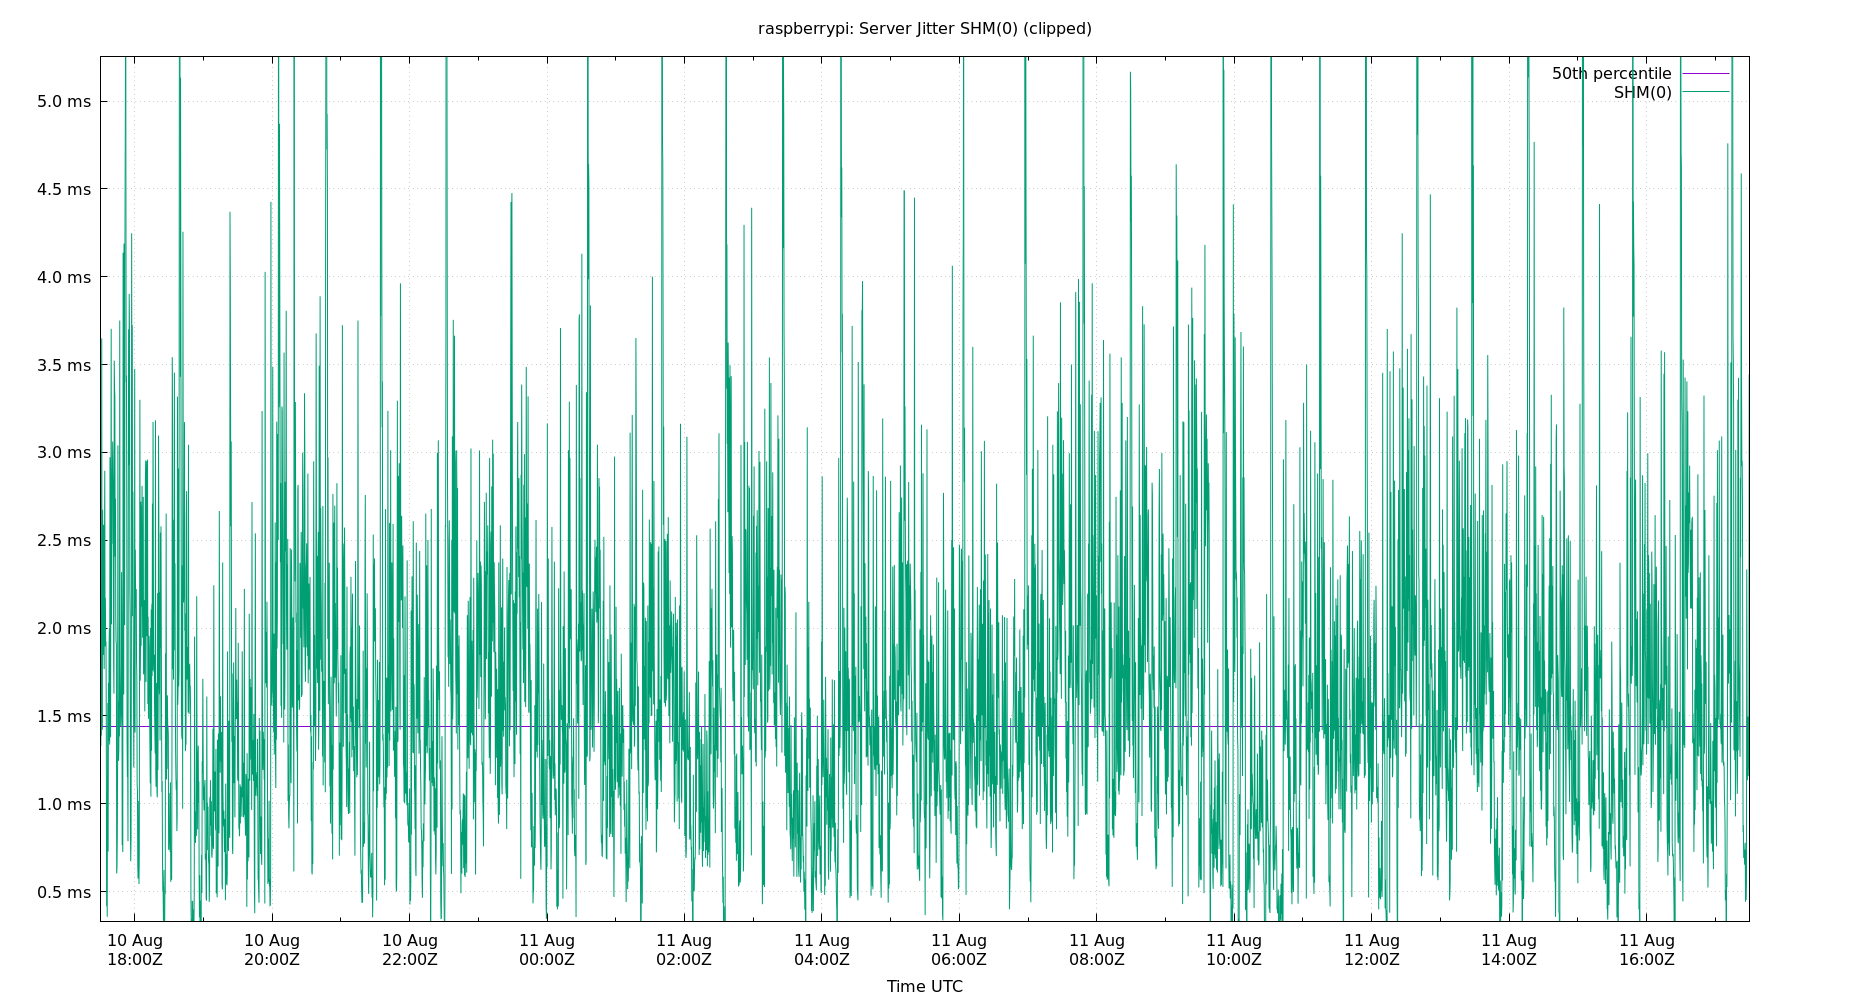 raspberrypi: Server Jitter SHM(0) (clipped)
50th percentile
SHM(0)
5.0 ms
4.5 ms
4.0 ms
3.5 ms
3.0 ms
2.5 ms
2.0 ms
1.5 ms
1.0 ms
0.5 ms
10 Aug 10 Aug 10 Aug 11 Aug 11 Aug 11 Aug 11 Aug 11 Aug 11 Aug 11 Aug 11 Aug 11 Aug
18:00Z 20:00Z 22:00Z 00:00Z 02:00Z 04:00Z 06:00Z 08:00Z 10:00Z 12:00Z 14:00Z 16:00Z
Time UTC